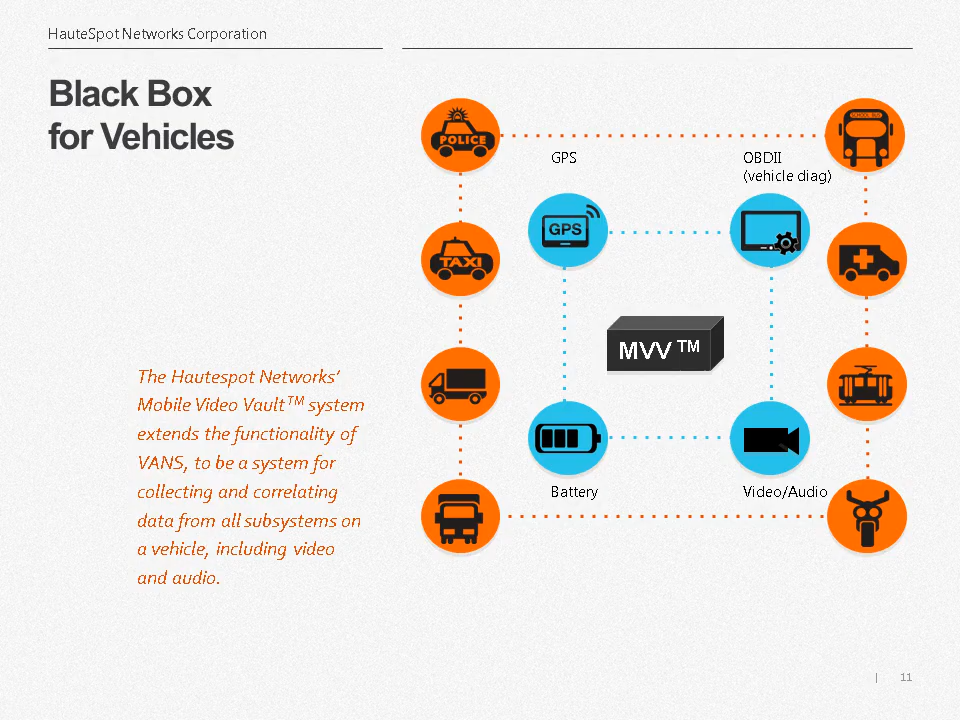 HauteSpot Networks Corporation
Black Box
for Vehicles
POLICE
SCHOOL BUS
GPS
OBDII
(vehicle diag)
GPS
TAXI
MVV™
The Hautespot Networks’
Mobile Video Vault™ system
extends the functionality of
VANS, to be a system for
collecting and correlating
data from all subsystems on
a vehicle, including video
and audio.
Battery
Video/Audio
| 11